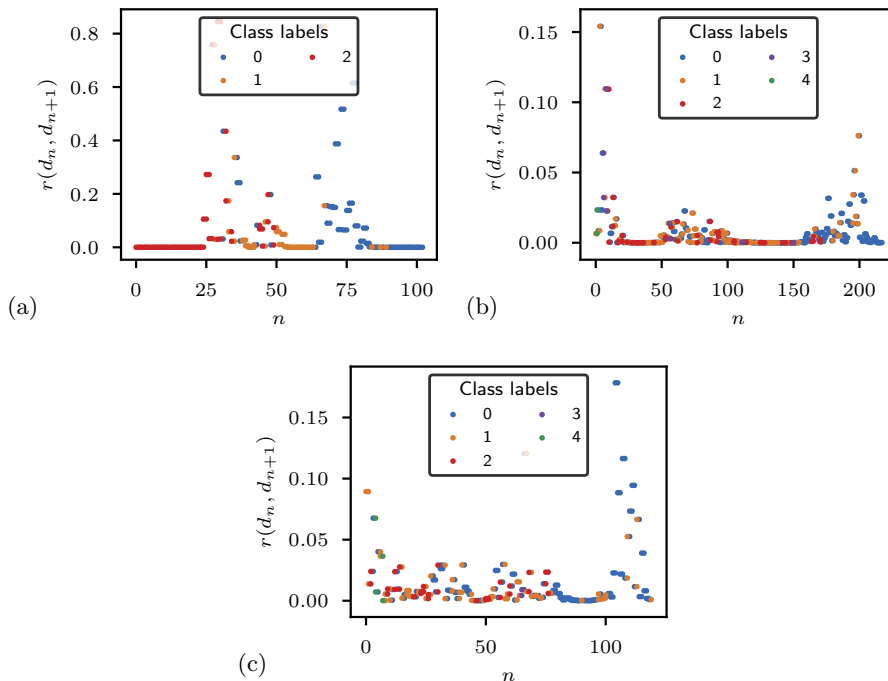 Class labels
0 2
1
r(d_n, d_{n+1})
0.8
0.6
0.4
0.2
0.0
0 25 50 75 100
n
(a)
Class labels
0 3
1 4
2
r(d_n, d_{n+1})
0.15
0.10
0.05
0.00
0 50 100 150 200
n
(b)
Class labels
0 3
1 4
2
r(d_n, d_{n+1})
0.15
0.10
0.05
0.00
0 50 100
n
(c)